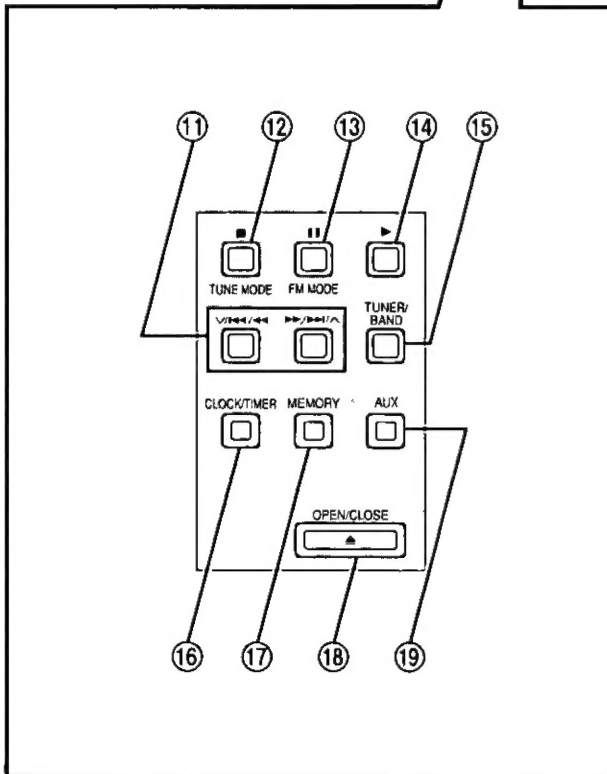 ⑪ ⑫ ⑬ ⑭ ⑮
■ ❚❚ ▶
TUNE MODE FM MODE
TUNER/
BAND
∨/|◀◀/◀◀ ▶▶/▶▶|/∧
CLOCK/TIMER MEMORY AUX
OPEN/CLOSE
▲
⑯ ⑰ ⑱ ⑲